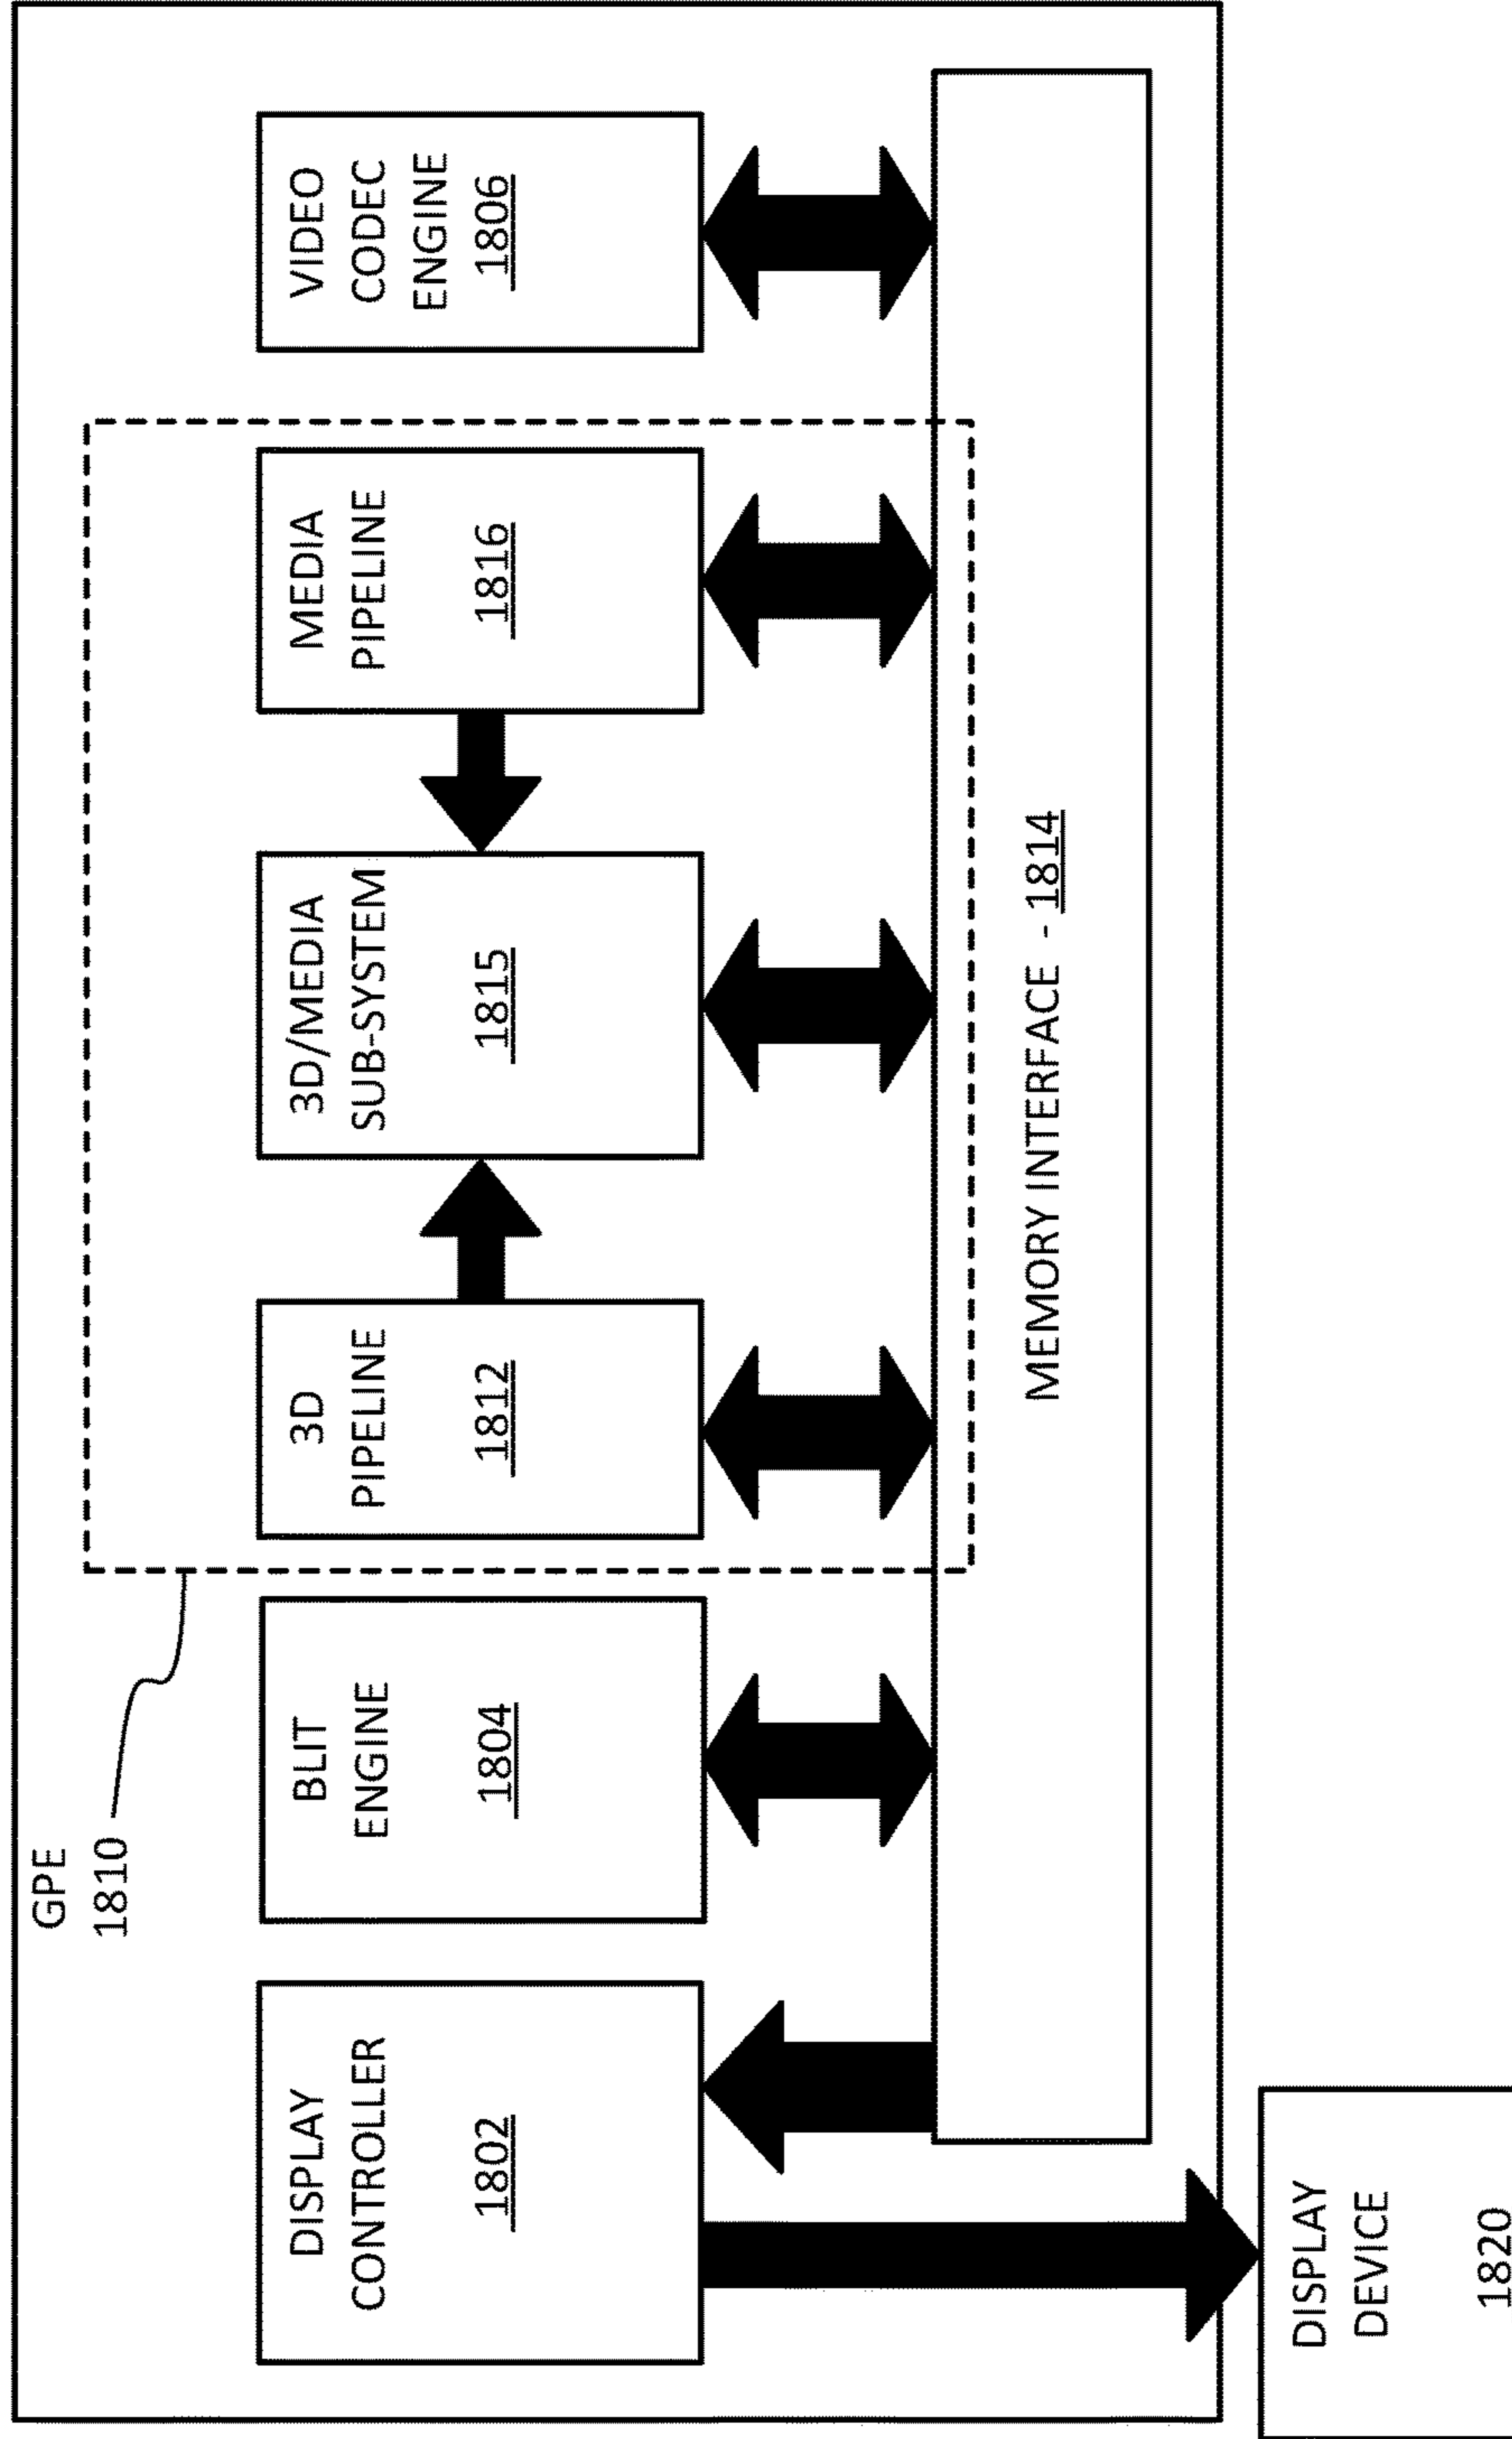 GPE
1810
DISPLAY
CONTROLLER
1802
BLIT
ENGINE
1804
3D
PIPELINE
1812
3D/MEDIA
SUB-SYSTEM
1815
MEDIA
PIPELINE
1816
VIDEO
CODEC
ENGINE
1806
MEMORY INTERFACE - 1814
DISPLAY
DEVICE
1820